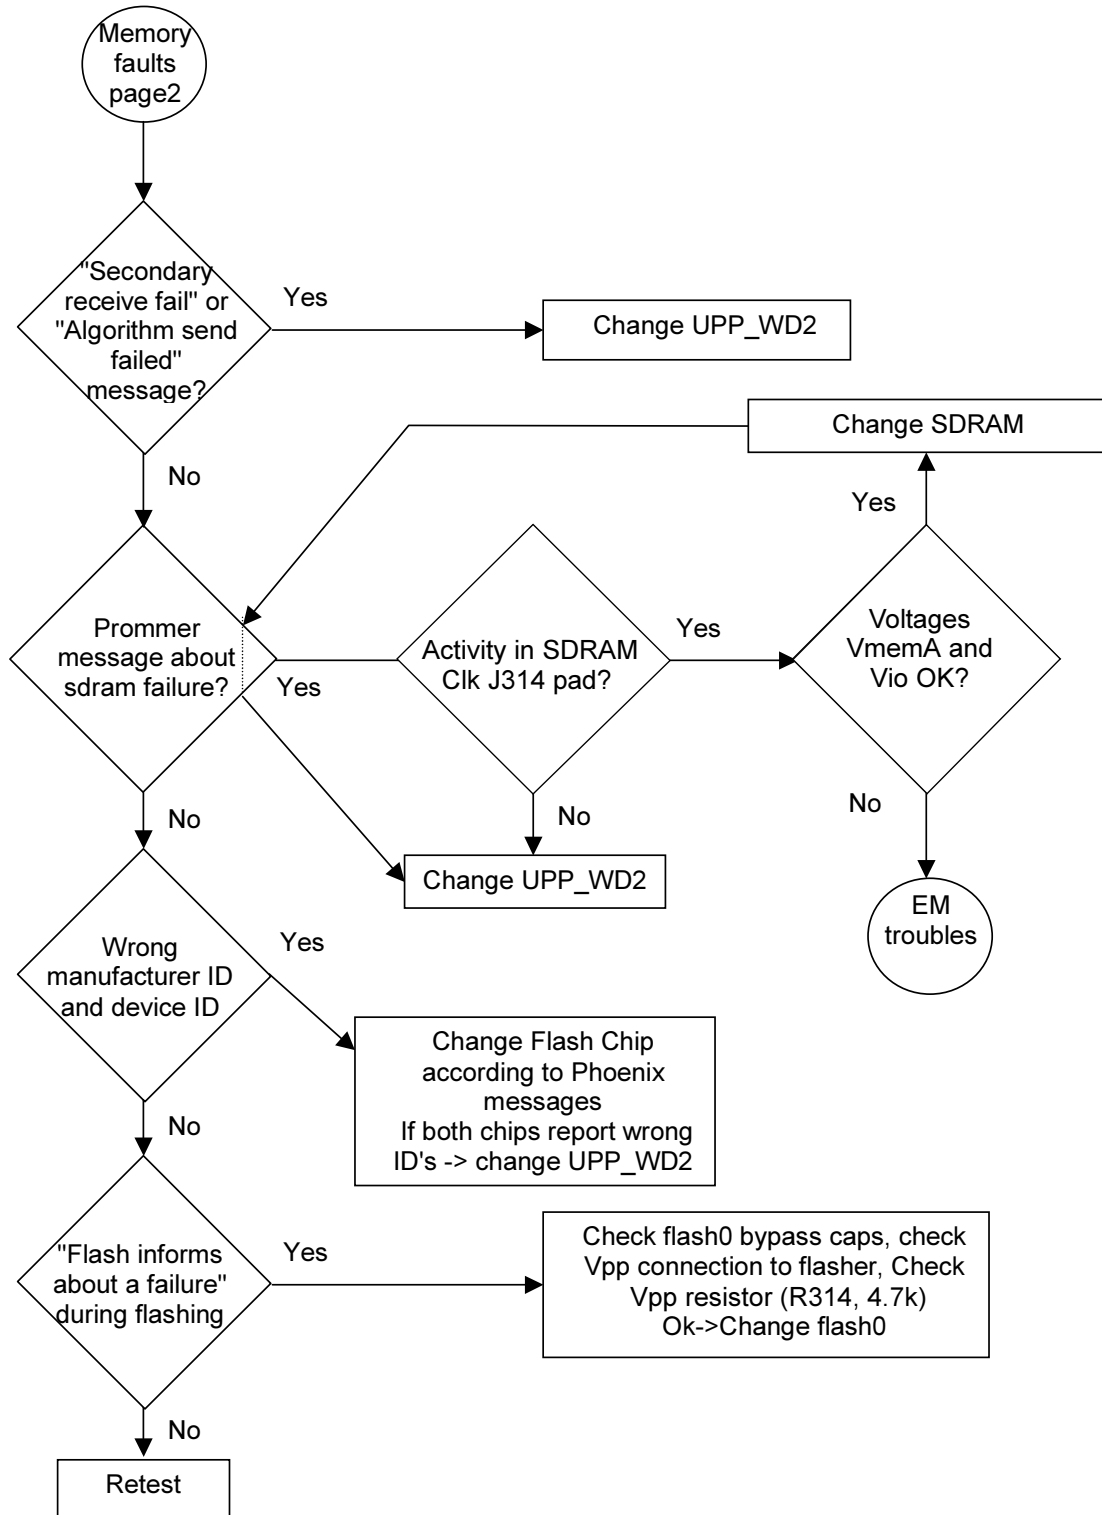 Memory
faults
page2
"Secondary
receive fail" or
"Algorithm send
failed"
message?
Yes
Change UPP_WD2
No
Change SDRAM
Yes
Prommer
message about
sdram failure?
Yes
Activity in SDRAM
Clk J314 pad?
Yes
Voltages
VmemA and
Vio OK?
No
No
No
Change UPP_WD2
EM
troubles
Wrong
manufacturer ID
and device ID
Yes
Change Flash Chip
according to Phoenix
messages
If both chips report wrong
ID's -> change UPP_WD2
No
"Flash informs
about a failure"
during flashing
Yes
Check flash0 bypass caps, check
Vpp connection to flasher, Check
Vpp resistor (R314, 4.7k)
Ok->Change flash0
No
Retest